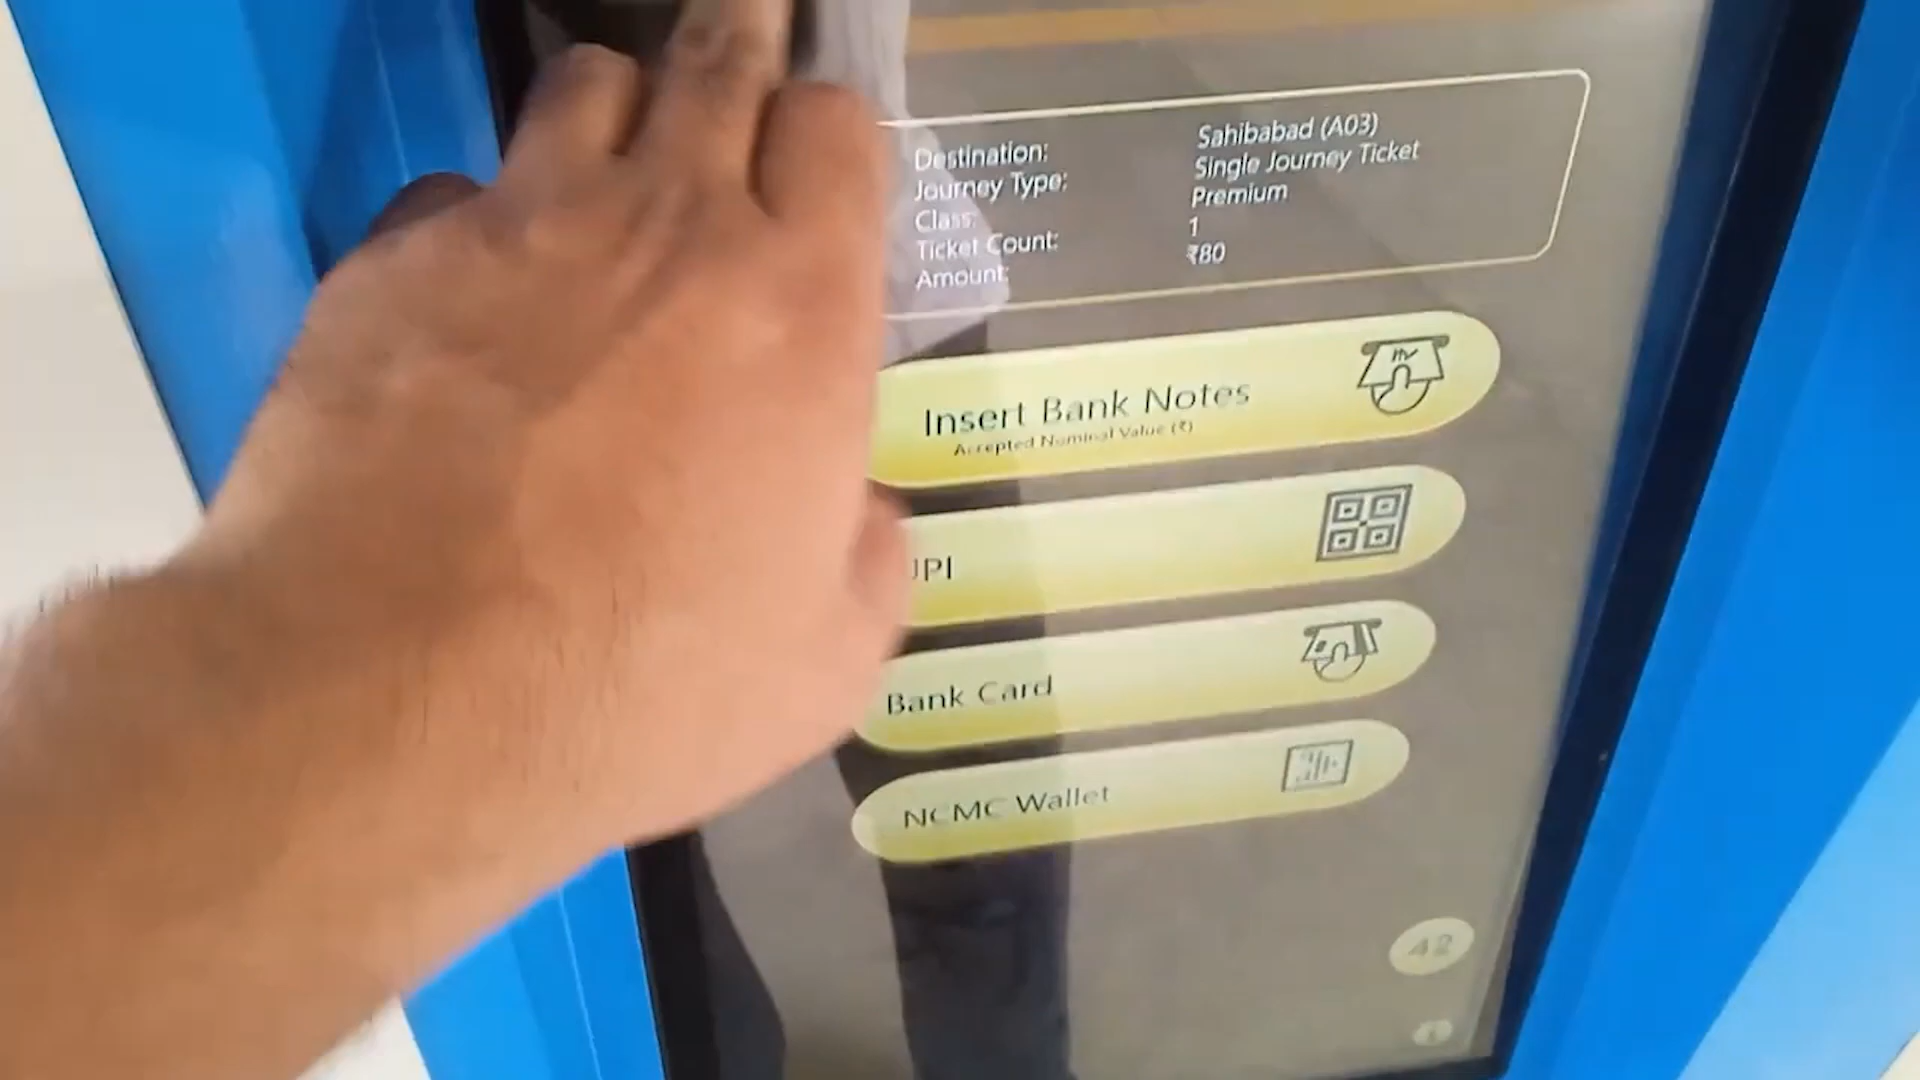 Destination: Sahibabad (A03)
Journey Type: Single Journey Ticket
Class: Premium
Ticket Count: 1
Amount: ₹80
Insert Bank Notes
Accepted Nominal Value (₹)
UPI
Bank Card
NCMC Wallet
42